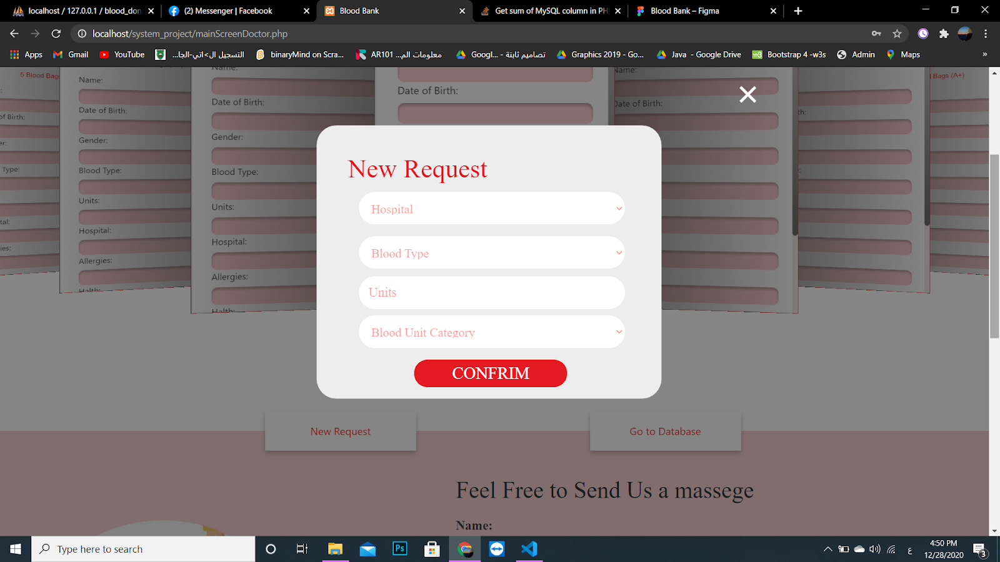 localhost / 127.0.0.1 / blood_don
(2) Messenger | Facebook
Blood Bank
Get sum of MySQL column in PH
Blood Bank – Figma
localhost/system_project/mainScreenDoctor.php
Apps
Gmail
YouTube
التسجيل ال>اتي-الجا...
binaryMind on Scra...
AR101 معلومات الم...
Googl... - تصاميم ثابتة
Graphics 2019 - Go...
Java - Google Drive
Bootstrap 4 -w3s
Admin
Maps
»
5 Blood Bags
of Birth:
Type:
Name:
Date of Birth:
Gender:
Blood Type:
Units:
Hospital:
Allergies:
Halth:
Name:
Date of Birth:
Gender:
Blood Type:
Units:
Hospital:
Allergies:
Halth:
Date of Birth:
Name:
Date of Birth:
Bags (A+)
New Request
Hospital
Blood Type
Units
Blood Unit Category
CONFRIM
New Request
Go to Database
Feel Free to Send Us a massege
Name:
Type here to search
Ps
ع
4:50 PM
12/28/2020
3